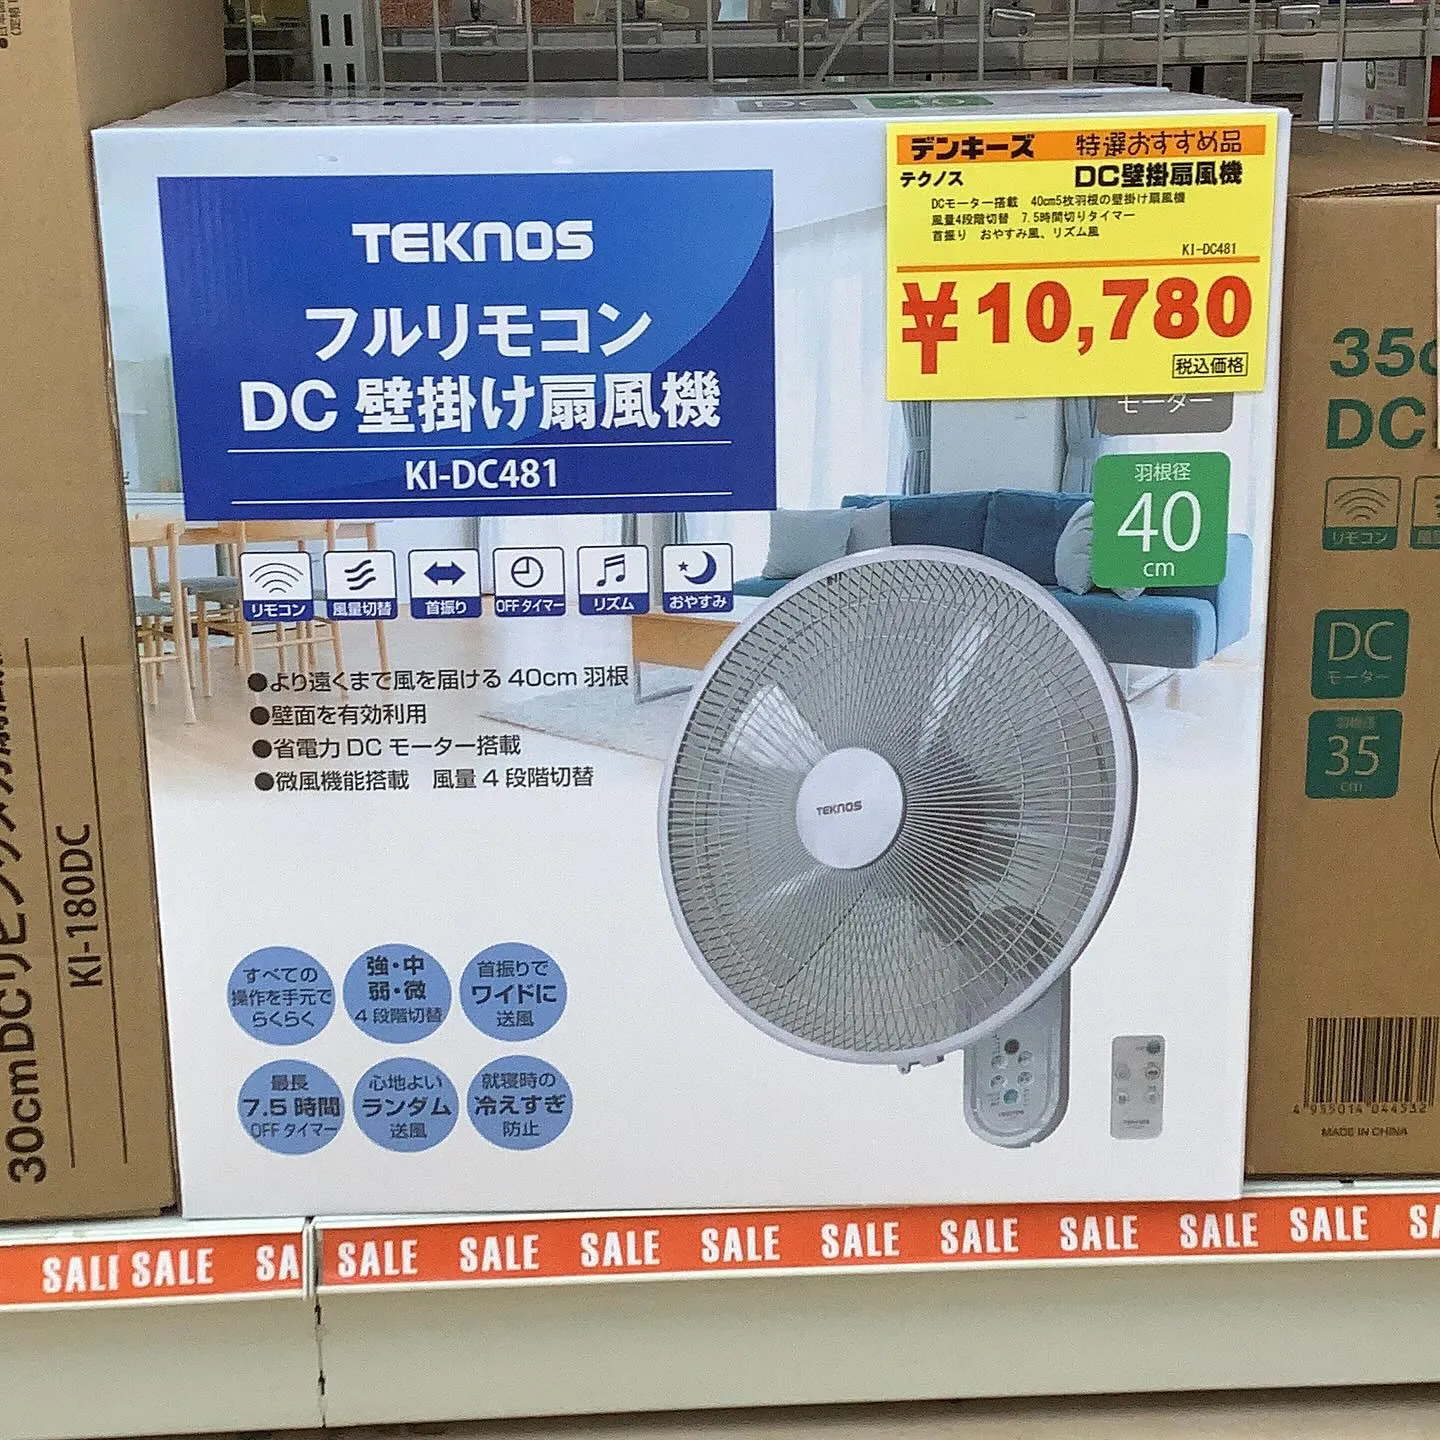 デンキーズ 特選おすすめ品
テクノス DC壁掛扇風機
DCモーター搭載 40cm5枚羽根の壁掛け扇風機
風量4段階切替 7.5時間切りタイマー
首振り おやすみ風、リズム風
KI-DC481
¥10,780
税込価格
TEKNOS
フルリモコン
DC 壁掛け扇風機
KI-DC481
モーター
羽根径
40
cm
リモコン 風量切替 首振り OFFタイマー リズム おやすみ
●より遠くまで風を届ける 40cm 羽根
●壁面を有効利用
●省電力 DC モーター搭載
●微風機能搭載 風量 4 段階切替
TEKNOS
すべての
操作を手元で
らくらく
強・中
弱・微
4 段階切替
首振りで
ワイドに
送風
最長
7.5 時間
OFF タイマー
心地よい
ランダム
送風
就寝時の
冷えすぎ
防止
30cmDCリビング
KI-180DC
35c
DC
リモコン
DC
モーター
羽根径
35
cm
4 955014 044532
MADE IN CHINA
SALE SALE SALE SALE SALE SALE SALE SALE SALE SALE